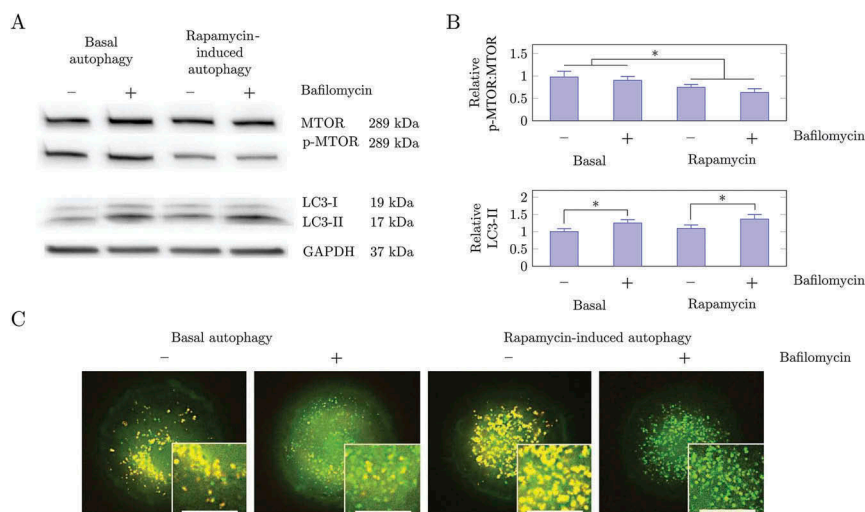 A
Basal
autophagy
Rapamycin-
induced
autophagy
− + − + Bafilomycin
MTOR 289 kDa
p-MTOR 289 kDa
LC3-I 19 kDa
LC3-II 17 kDa
GAPDH 37 kDa
B
Relative
p-MTOR:MTOR
1.5
1
0.5
0
*
− + − + Bafilomycin
Basal Rapamycin
Relative
LC3-II
2
1.5
1
0.5
0
* *
− + − + Bafilomycin
Basal Rapamycin
C
Basal autophagy Rapamycin-induced autophagy
− + − + Bafilomycin